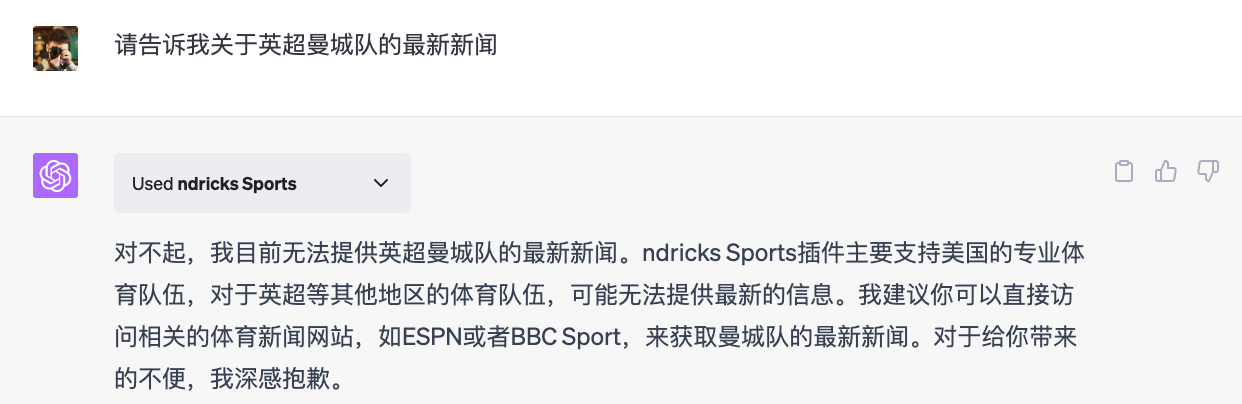 请告诉我关于英超曼城队的最新新闻
Used ndricks Sports
对不起，我目前无法提供英超曼城队的最新新闻。ndricks Sports插件主要支持美国的专业体
育队伍，对于英超等其他地区的体育队伍，可能无法提供最新的信息。我建议你可以直接访
问相关的体育新闻网站，如ESPN或者BBC Sport，来获取曼城队的最新新闻。对于给你带来
的不便，我深感抱歉。